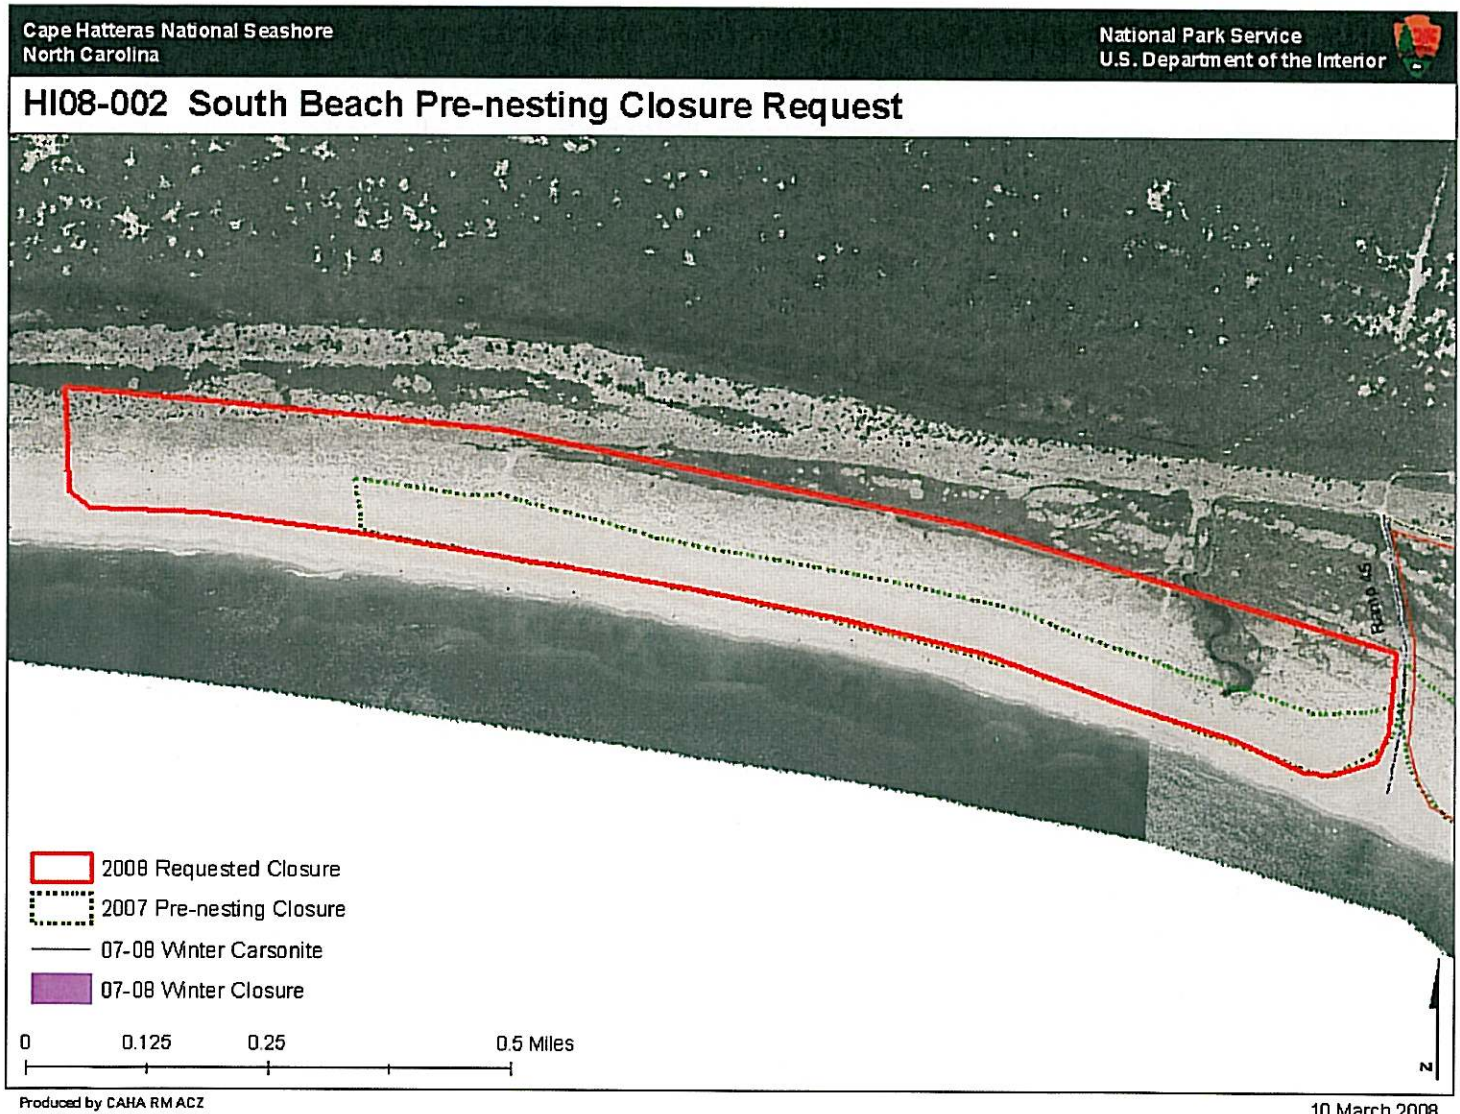 Cape Hatteras National Seashore
North Carolina
National Park Service
U.S. Department of the Interior
HI08-002 South Beach Pre-nesting Closure Request
Ramp 45
2008 Requested Closure
2007 Pre-nesting Closure
07-08 Winter Carsonite
07-08 Winter Closure
0 0.125 0.25 0.5 Miles
N
Produced by CAHA RM ACZ
10 March 2008